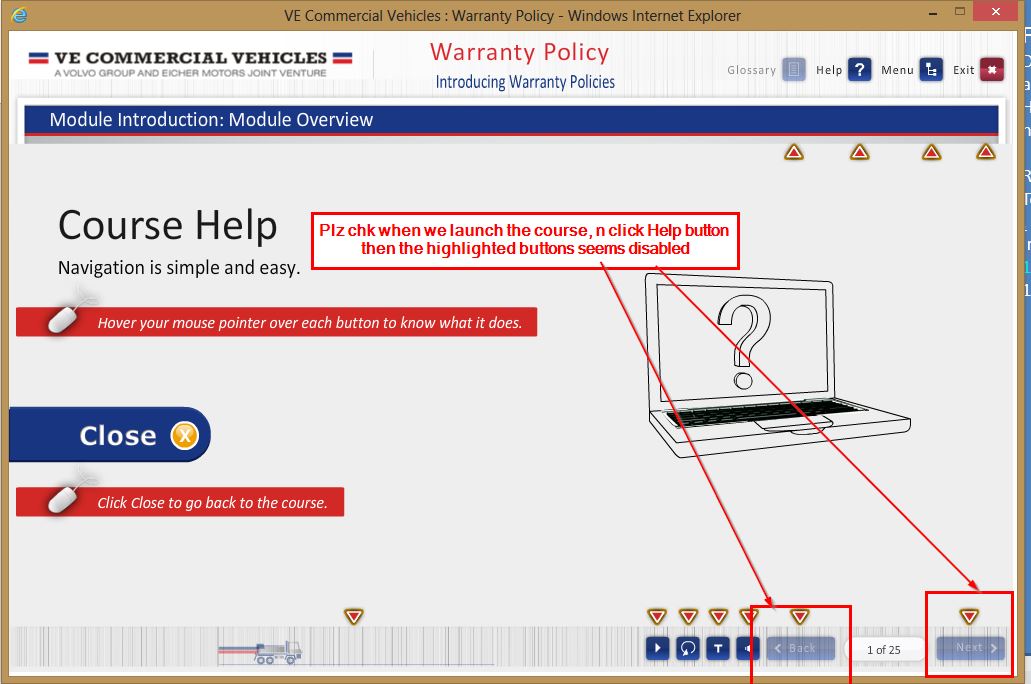 VE Commercial Vehicles : Warranty Policy - Windows Internet Explorer
VE COMMERCIAL VEHICLES
A VOLVO GROUP AND EICHER MOTORS JOINT VENTURE
Warranty Policy
Introducing Warranty Policies
Glossary Help ? Menu Exit
Module Introduction: Module Overview
Course Help
Navigation is simple and easy.
Plz chk when we launch the course, n click Help button
then the highlighted buttons seems disabled
Hover your mouse pointer over each button to know what it does.
?
Close X
Click Close to go back to the course.
T Back 1 of 25 Next